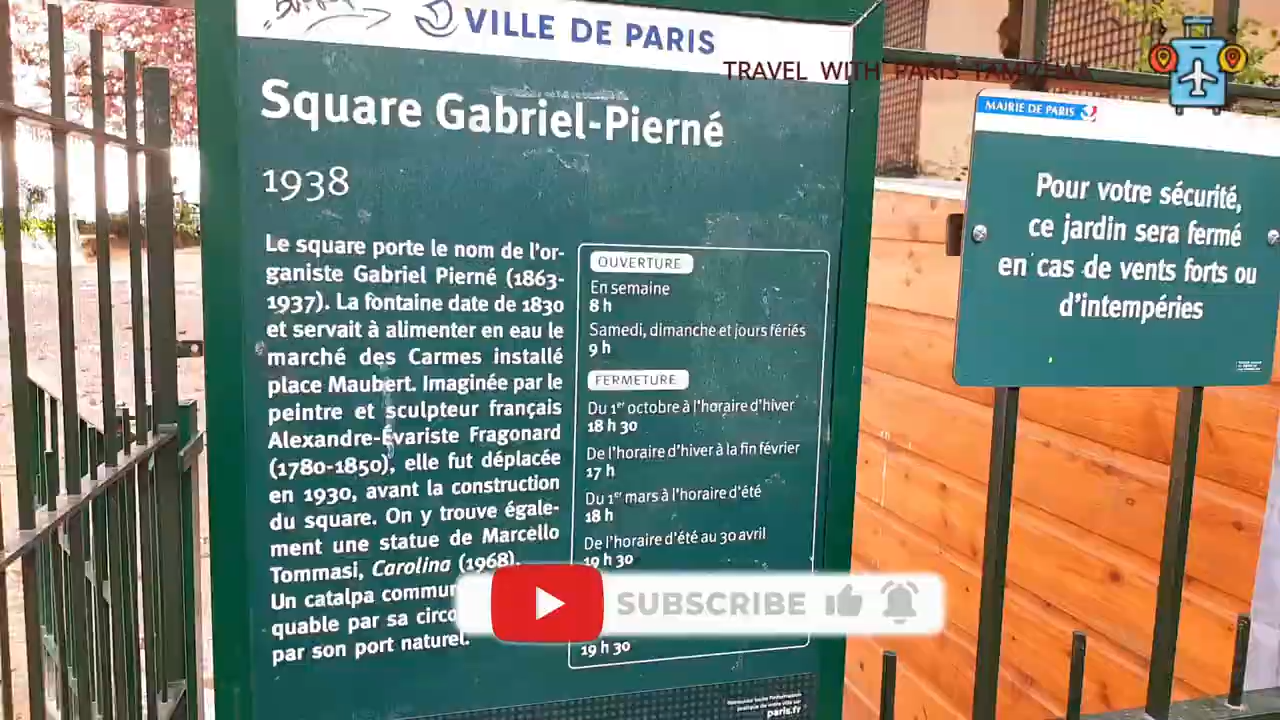 VILLE DE PARIS
Square Gabriel-Pierné
1938
Le square porte le nom de l'or-
ganiste Gabriel Pierné (1863-
1937). La fontaine date de 1830
et servait à alimenter en eau le
marché des Carmes installé
place Maubert. Imaginée par le
peintre et sculpteur français
Alexandre-Évariste Fragonard
(1780-1850), elle fut déplacée
en 1930, avant la construction
du square. On y trouve égale-
ment une statue de Marcello
Tommasi, Carolina (1968).
Un catalpa
quable par sa
par son port naturel.
OUVERTURE
En semaine
8 h
Samedi, dimanche et jours fériés
9 h
FERMETURE
Du 1er octobre à l'horaire d'hiver
18 h 30
De l'horaire d'hiver à la fin février
17 h
Du 1er mars à l'horaire d'été
18 h
De l'horaire d'été au 30 avril
19 h 30
19 h 30
paris.fr
SUBSCRIBE
TRAVEL WITH PARIS TAMIZHAA
MAIRIE DE PARIS
Pour votre sécurité,
ce jardin sera fermé
en cas de vents forts ou
d'intempéries